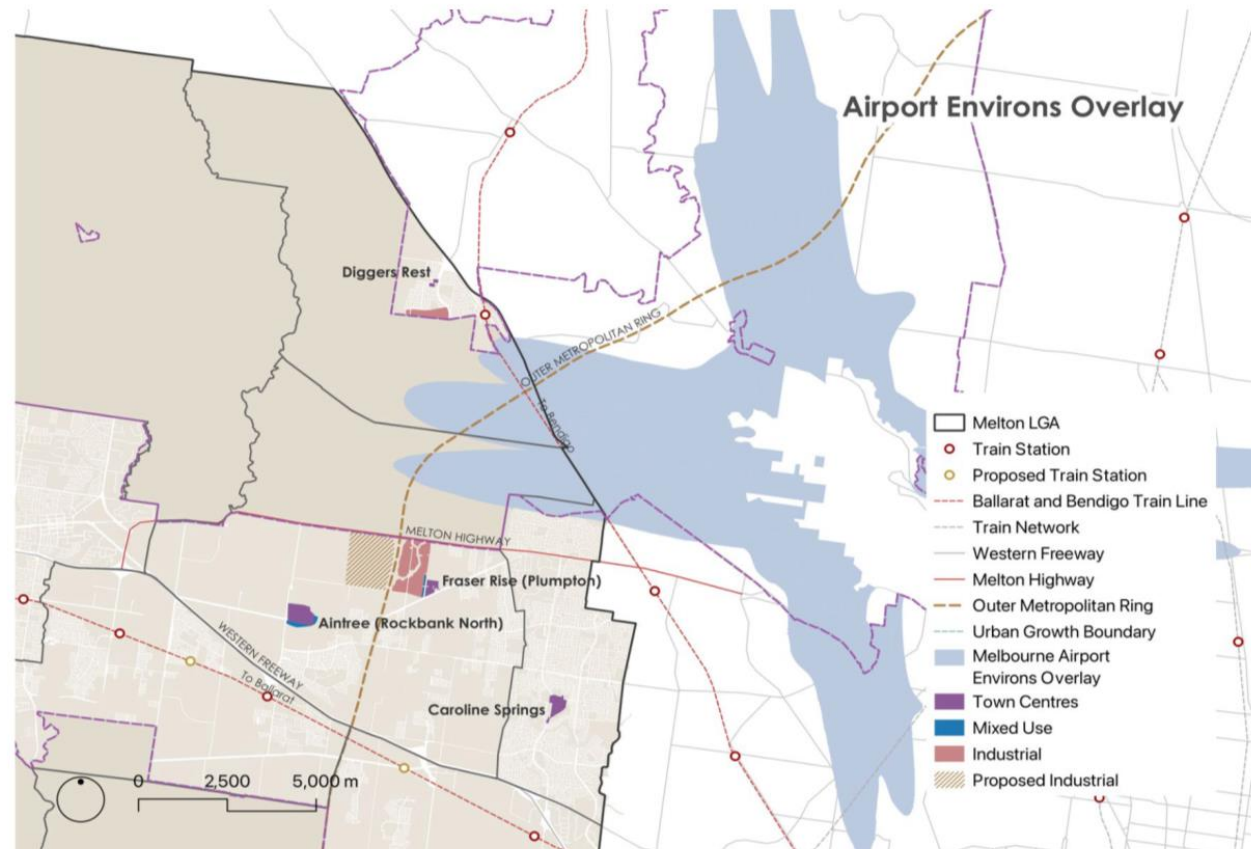 Airport Environs Overlay
Diggers Rest
OUTER METROPOLITAN RING
To Bendigo
MELTON HIGHWAY
Fraser Rise (Plumpton)
Aintree (Rockbank North)
WESTERN FREEWAY
To Ballarat
Caroline Springs
0 2,500 5,000 m
Melton LGA
Train Station
Proposed Train Station
Ballarat and Bendigo Train Line
Train Network
Western Freeway
Melton Highway
Outer Metropolitan Ring
Urban Growth Boundary
Melbourne Airport
Environs Overlay
Town Centres
Mixed Use
Industrial
Proposed Industrial